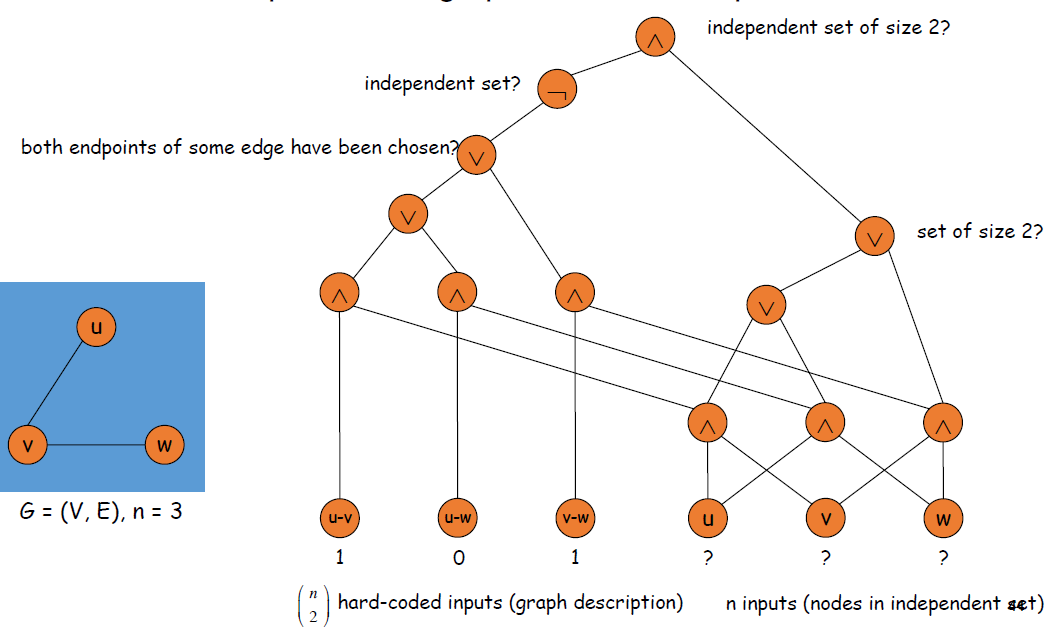 independent set of size 2?
independent set?
both endpoints of some edge have been chosen?
set of size 2?
∧
¬
∨
∨
∨
∧
∧
∧
∨
u
∧
∧
∧
v
w
G = (V, E), n = 3
u-v
u-w
v-w
u
v
w
1
0
1
?
?
?
(n 2) hard-coded inputs (graph description)
n inputs (nodes in independent set)